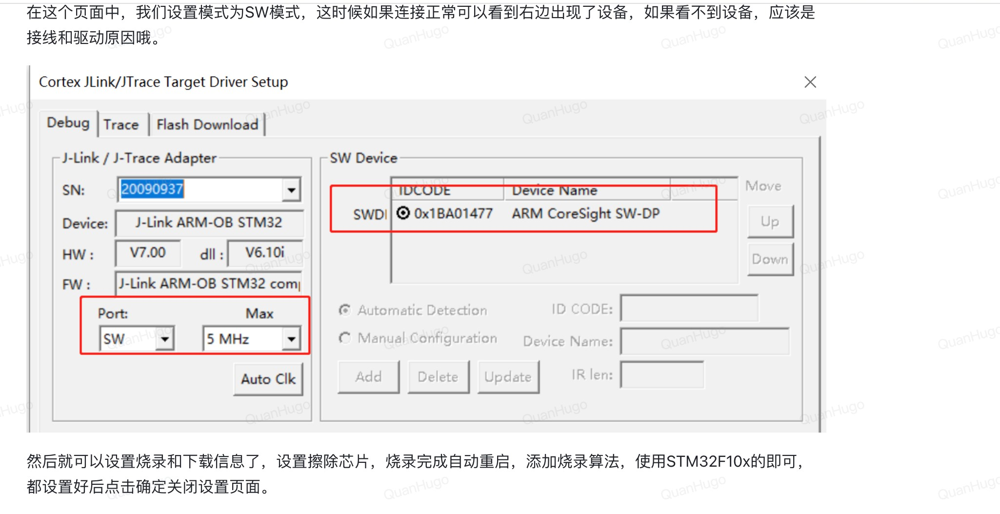 在这个页面中，我们设置模式为SW模式，这时候如果连接正常可以看到右边出现了设备，如果看不到设备，应该是
接线和驱动原因哦。
Cortex JLink/JTrace Target Driver Setup
Debug Trace Flash Download
J-Link / J-Trace Adapter
SN: 20090937
Device: J-Link ARM-OB STM32
HW : V7.00 dll : V6.10i
FW : J-Link ARM-OB STM32 comp
Port: Max
SW 5 MHz
Auto Clk
SW Device
IDCODE Device Name Move
SWDI 0x1BA01477 ARM CoreSight SW-DP
Up
Down
Automatic Detection ID CODE:
Manual Configuration Device Name:
Add Delete Update IR len:
然后就可以设置烧录和下载信息了，设置擦除芯片，烧录完成自动重启，添加烧录算法，使用STM32F10x的即可，
都设置好后点击确定关闭设置页面。
QuanHugo